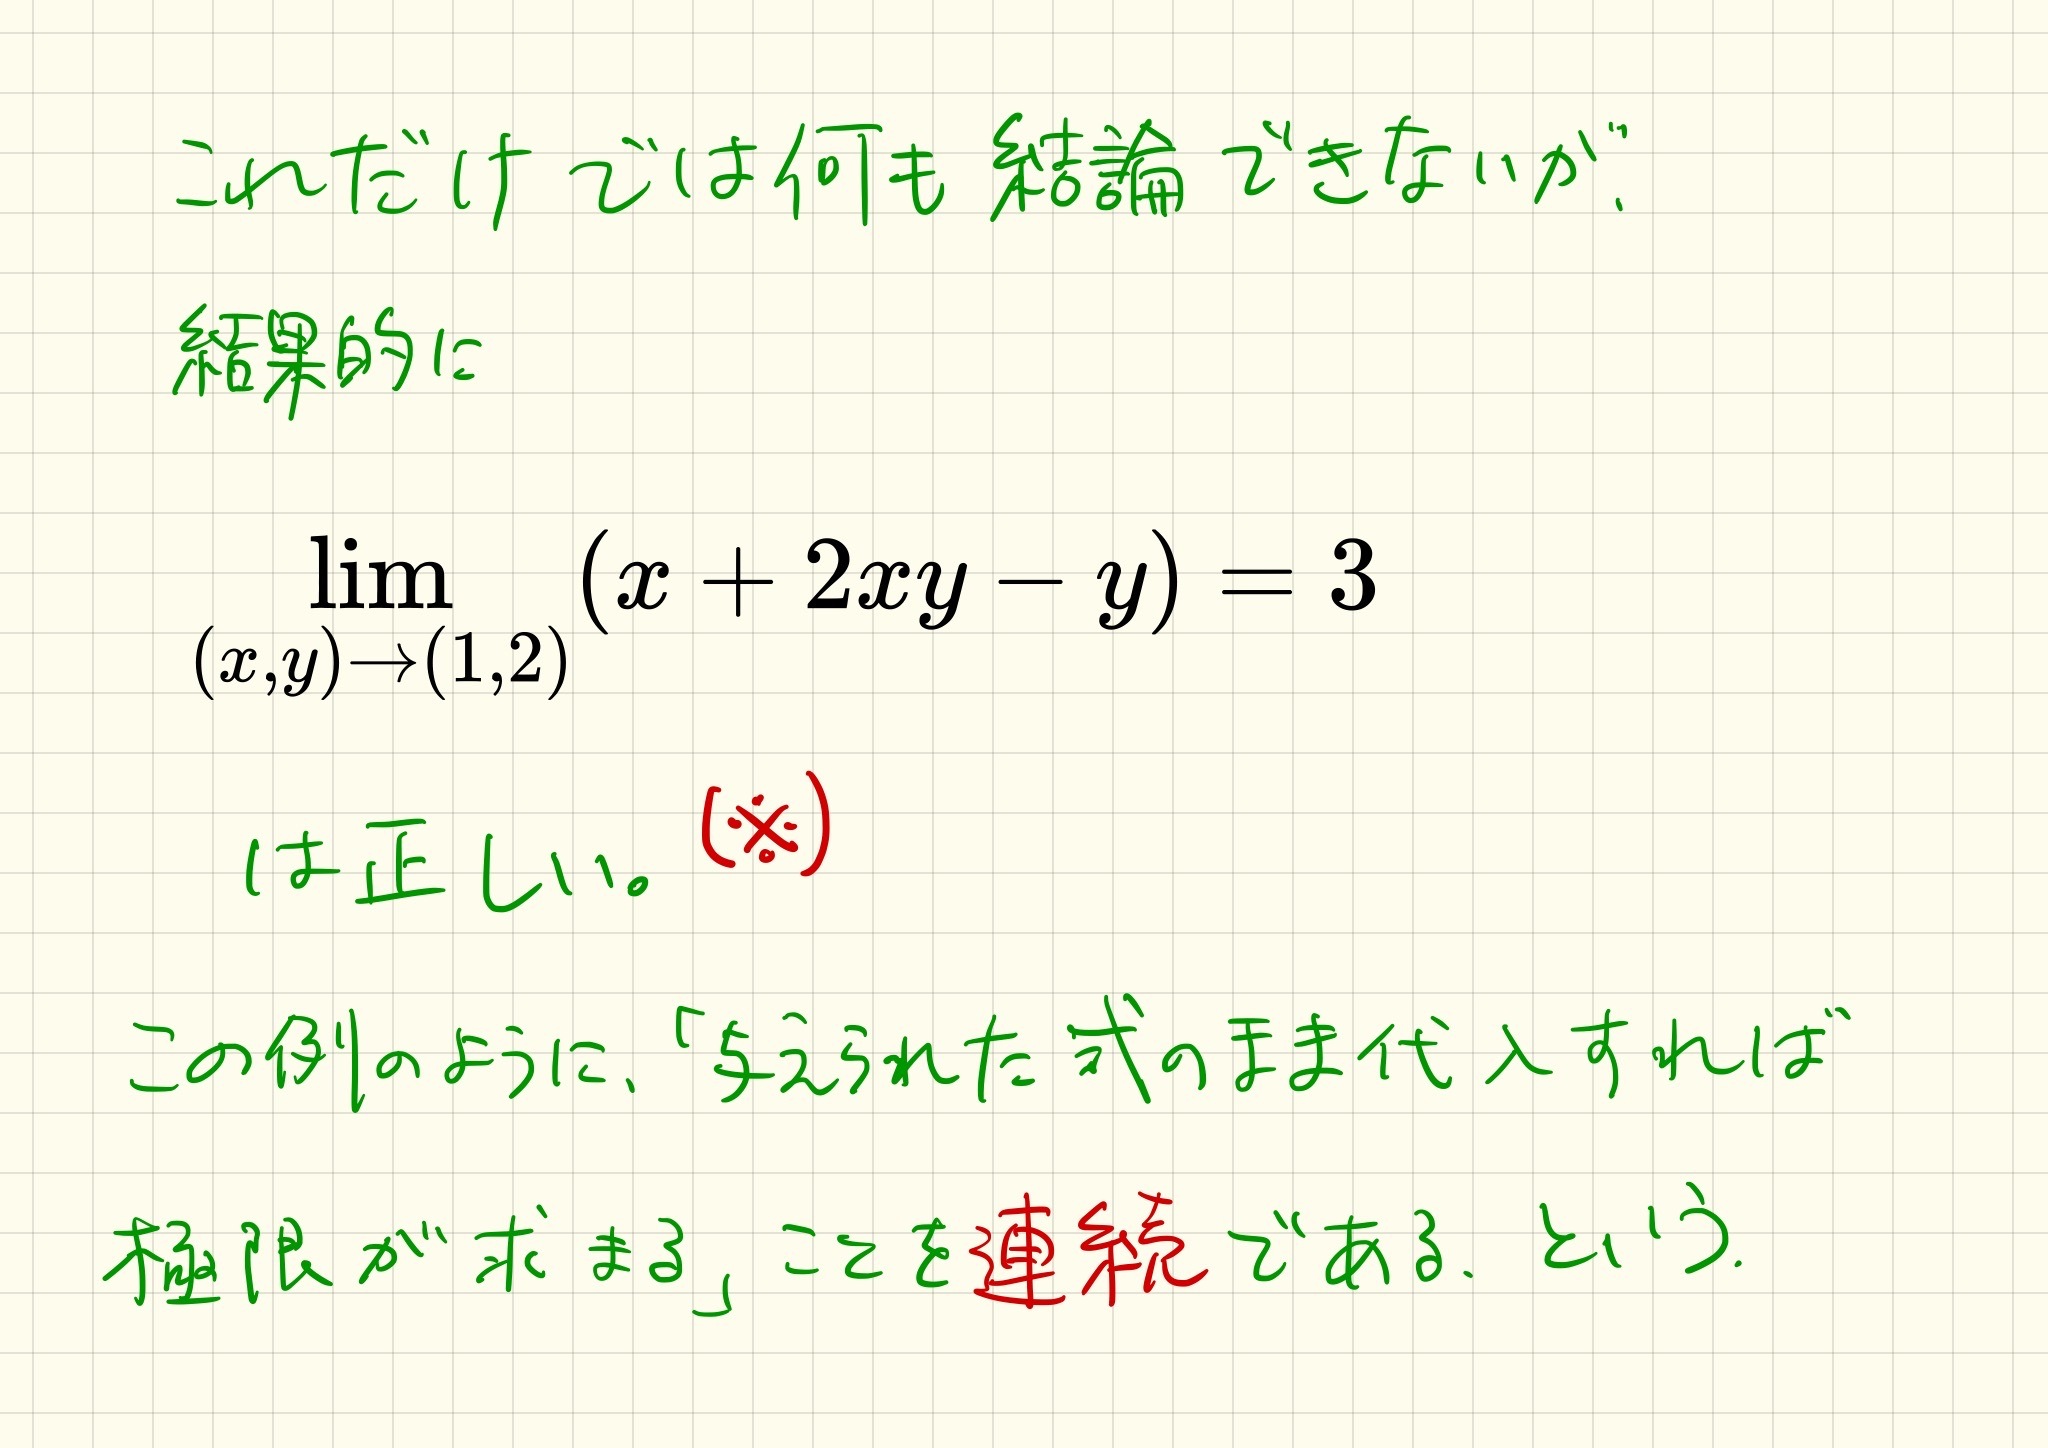 これだけでは何も結論できないが、
結果的に
lim (x + 2xy − y) = 3
(x,y)→(1,2)
は正しい。(※)
この例のように、「与えられた式のまま代入すれば
極限が求まる」ことを連続である、という。